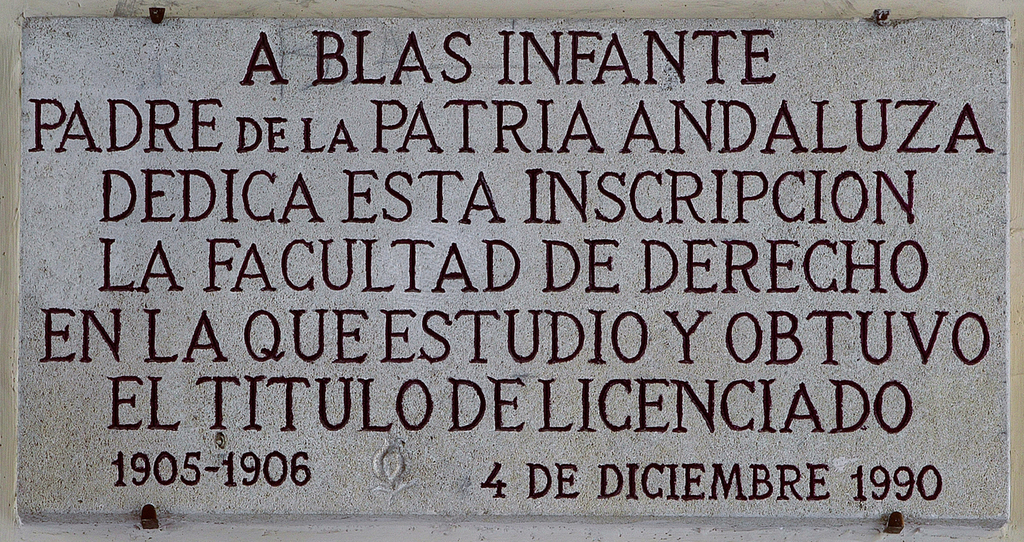 A BLAS INFANTE
PADRE DE LA PATRIA ANDALUZA
DEDICA ESTA INSCRIPCION
LA FACULTAD DE DERECHO
EN LA QUE ESTUDIO Y OBTUVO
EL TITULO DE LICENCIADO
1905-1906 4 DE DICIEMBRE 1990